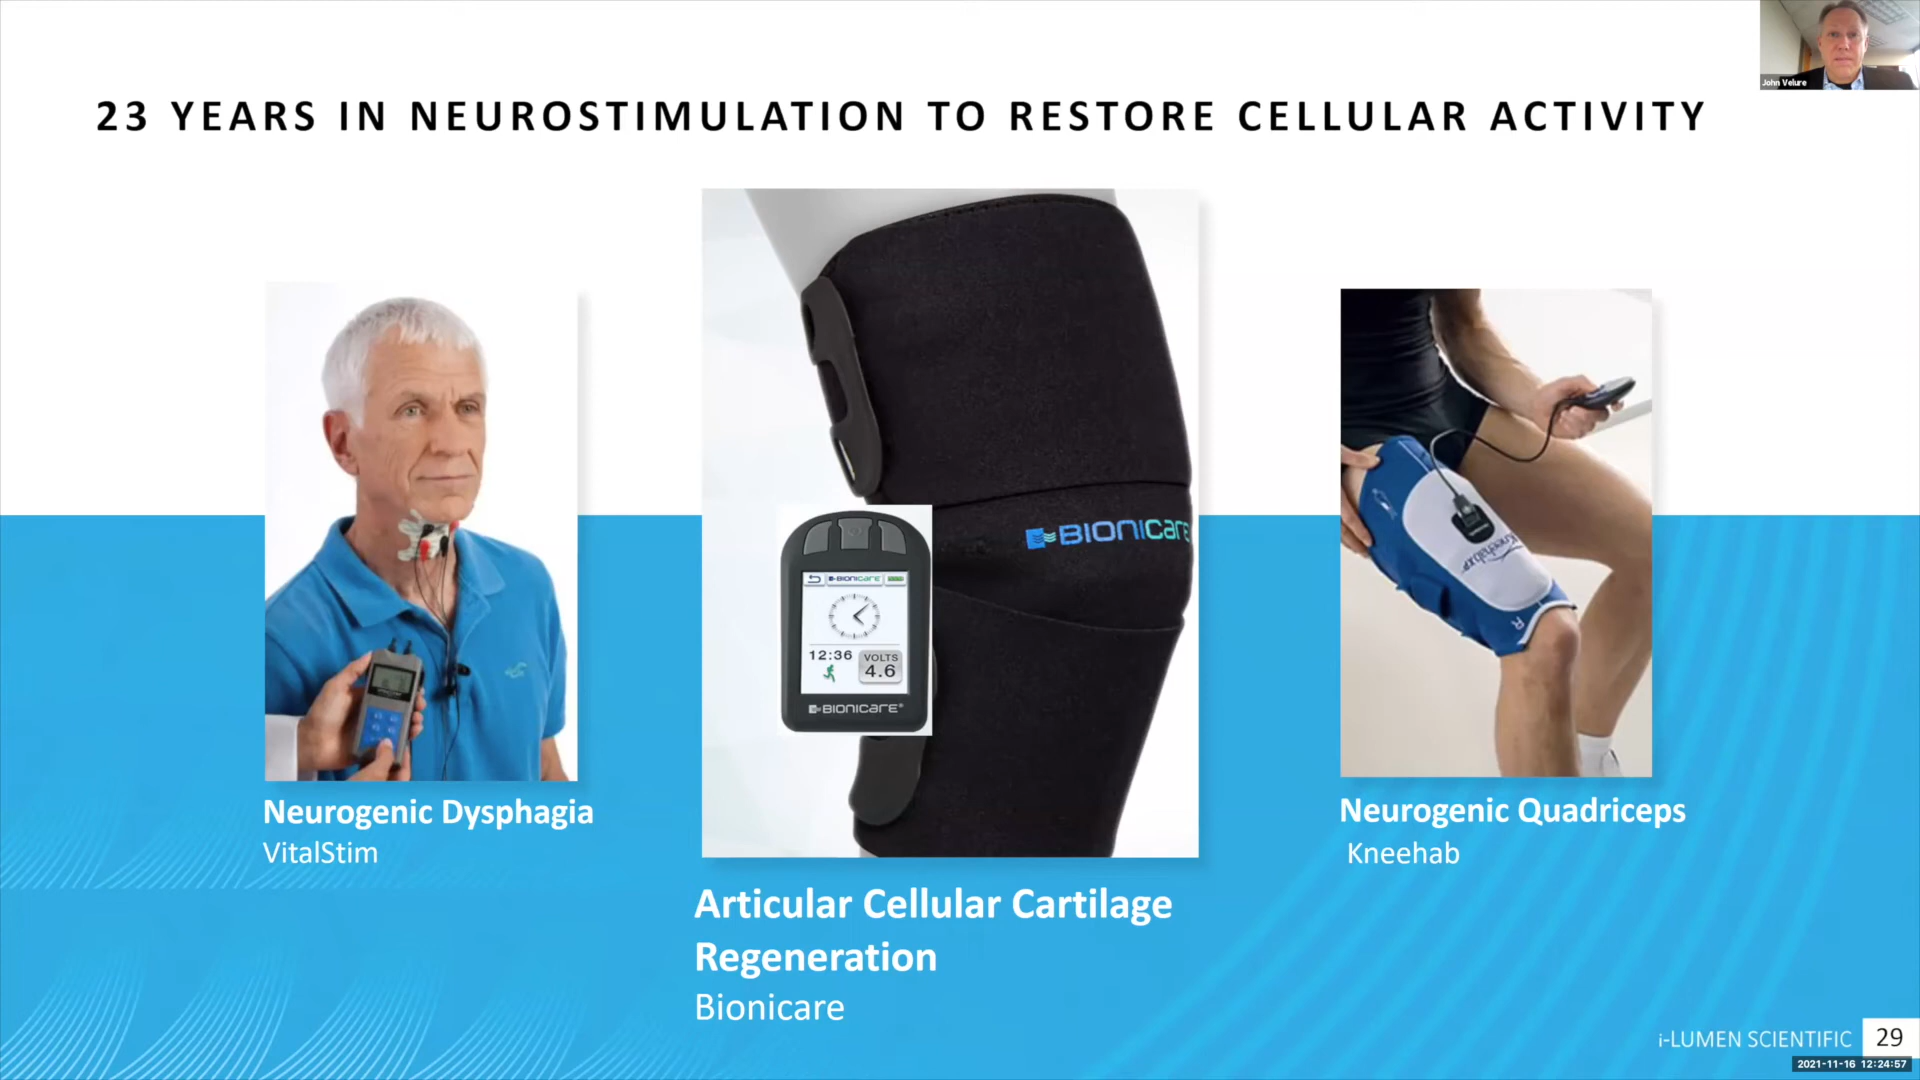 John Velure
23 YEARS IN NEUROSTIMULATION TO RESTORE CELLULAR ACTIVITY
BIONICARE
BIONICARE
12:36
VOLTS
4.6
BIONICARE®
KneehabXP
R
Neurogenic Dysphagia
VitalStim
Neurogenic Quadriceps
Kneehab
Articular Cellular Cartilage
Regeneration
Bionicare
i-LUMEN SCIENTIFIC
29
2021-11-16 12:24:57